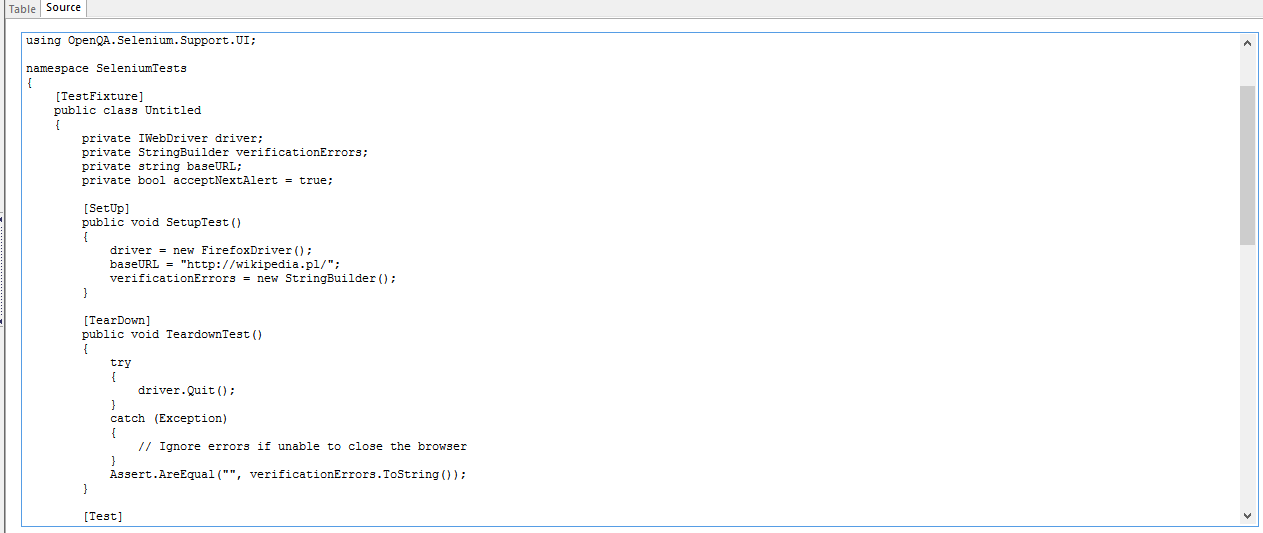 Table Source
using OpenQA.Selenium.Support.UI;
namespace SeleniumTests
{
    [TestFixture]
    public class Untitled
    {
        private IWebDriver driver;
        private StringBuilder verificationErrors;
        private string baseURL;
        private bool acceptNextAlert = true;
        [SetUp]
        public void SetupTest()
        {
            driver = new FirefoxDriver();
            baseURL = "http://wikipedia.pl/";
            verificationErrors = new StringBuilder();
        }
        [TearDown]
        public void TeardownTest()
        {
            try
            {
                driver.Quit();
            }
            catch (Exception)
            {
                // Ignore errors if unable to close the browser
            }
            Assert.AreEqual("", verificationErrors.ToString());
        }
        [Test]